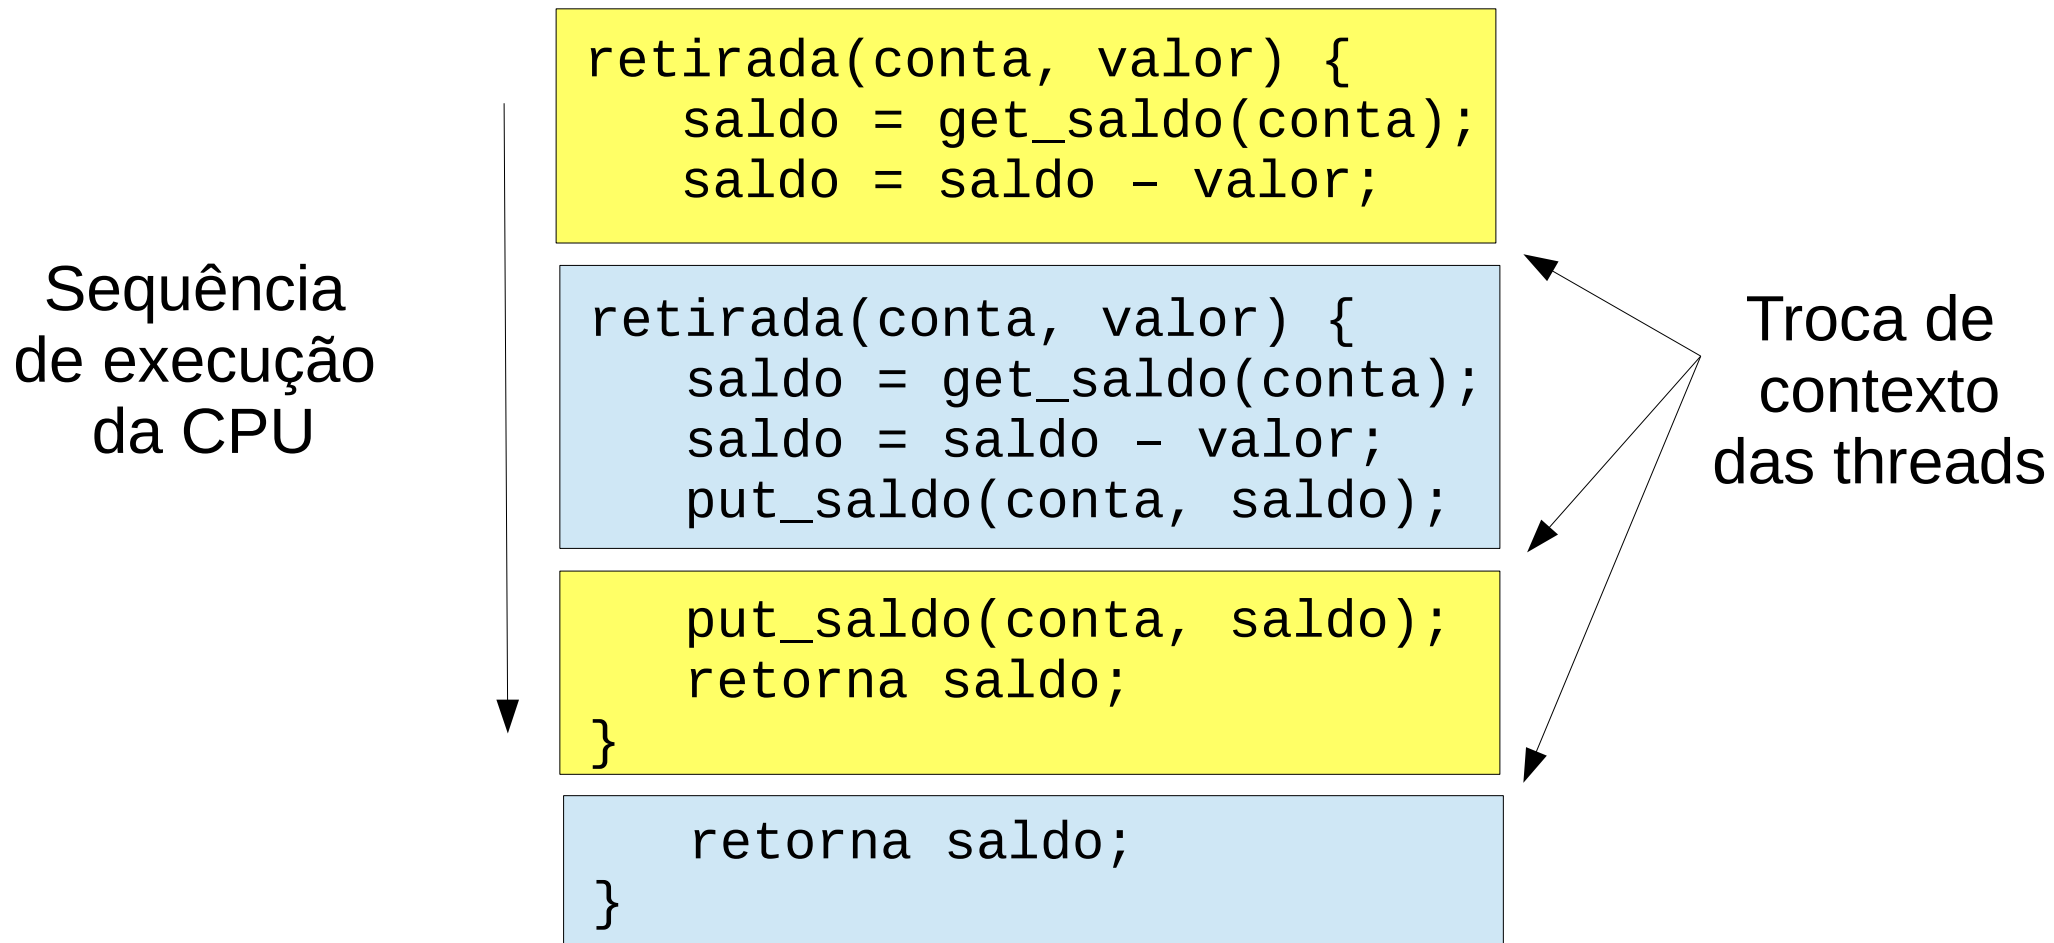 retirada(conta, valor) {
saldo = get_saldo(conta);
saldo = saldo – valor;
Sequência
de execução
da CPU
retirada(conta, valor) {
saldo = get_saldo(conta);
saldo = saldo – valor;
put_saldo(conta, saldo);
Troca de
contexto
das threads
put_saldo(conta, saldo);
retorna saldo;
}
retorna saldo;
}